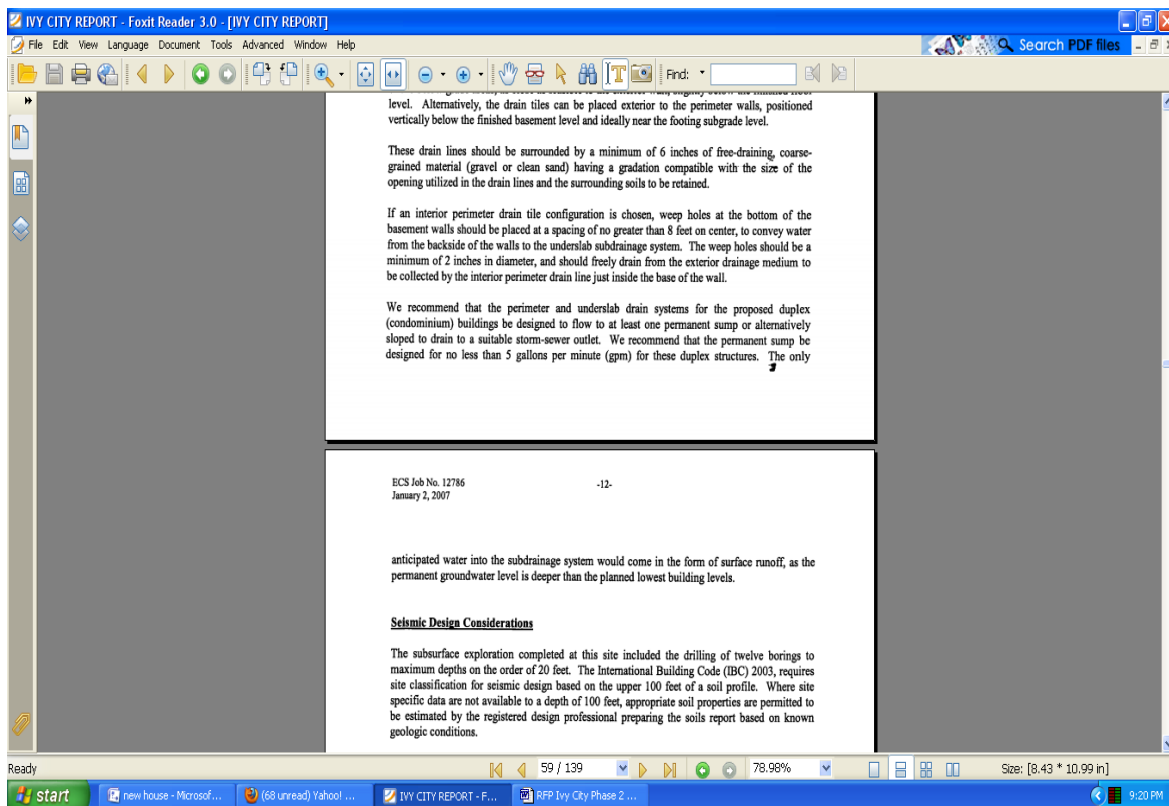 IVY CITY REPORT - Foxit Reader 3.0 - [IVY CITY REPORT]
File Edit View Language Document Tools Advanced Window Help
Search PDF files
Find:
level. Alternatively, the drain tiles can be placed exterior to the perimeter walls, positioned
vertically below the finished basement level and ideally near the footing subgrade level.
These drain lines should be surrounded by a minimum of 6 inches of free-draining, coarse-
grained material (gravel or clean sand) having a gradation compatible with the size of the
opening utilized in the drain lines and the surrounding soils to be retained.
If an interior perimeter drain tile configuration is chosen, weep holes at the bottom of the
basement walls should be placed at a spacing of no greater than 8 feet on center, to convey water
from the backside of the walls to the underslab subdrainage system. The weep holes should be a
minimum of 2 inches in diameter, and should freely drain from the exterior drainage medium to
be collected by the interior perimeter drain line just inside the base of the wall.
We recommend that the perimeter and underslab drain systems for the proposed duplex
(condominium) buildings be designed to flow to at least one permanent sump or alternatively
sloped to drain to a suitable storm-sewer outlet. We recommend that the permanent sump be
designed for no less than 5 gallons per minute (gpm) for these duplex structures. The only
ECS Job No. 12786
-12-
January 2, 2007
anticipated water into the subdrainage system would come in the form of surface runoff, as the
permanent groundwater level is deeper than the planned lowest building levels.
Seismic Design Considerations
The subsurface exploration completed at this site included the drilling of twelve borings to
maximum depths on the order of 20 feet. The International Building Code (IBC) 2003, requires
site classification for seismic design based on the upper 100 feet of a soil profile. Where site
specific data are not available to a depth of 100 feet, appropriate soil properties are permitted to
be estimated by the registered design professional preparing the soils report based on known
geologic conditions.
Ready
59 / 139
78.98%
Size: [8.43 * 10.99 in]
start
new house - Microsof...
(68 unread) Yahoo! ...
IVY CITY REPORT - F...
RFP Ivy City Phase 2 ...
9:20 PM